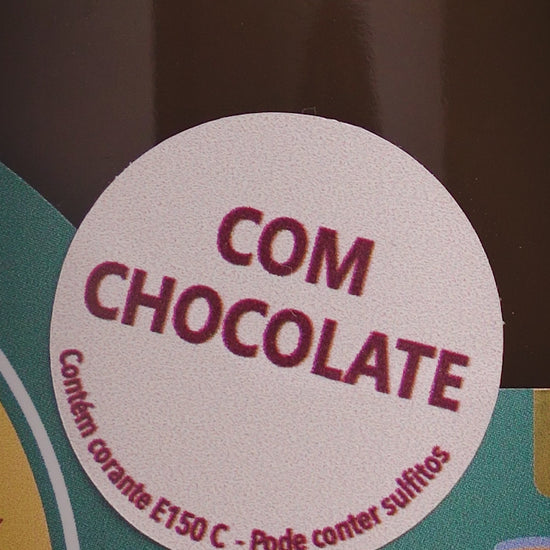 COM
CHOCOLATE
Contém corante E150 C - Pode conter sulfitos